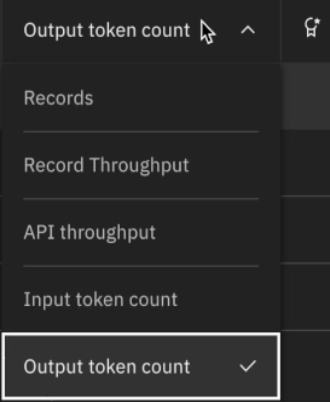 Output token count
Records
Record Throughput
API throughput
Input token count
Output token count